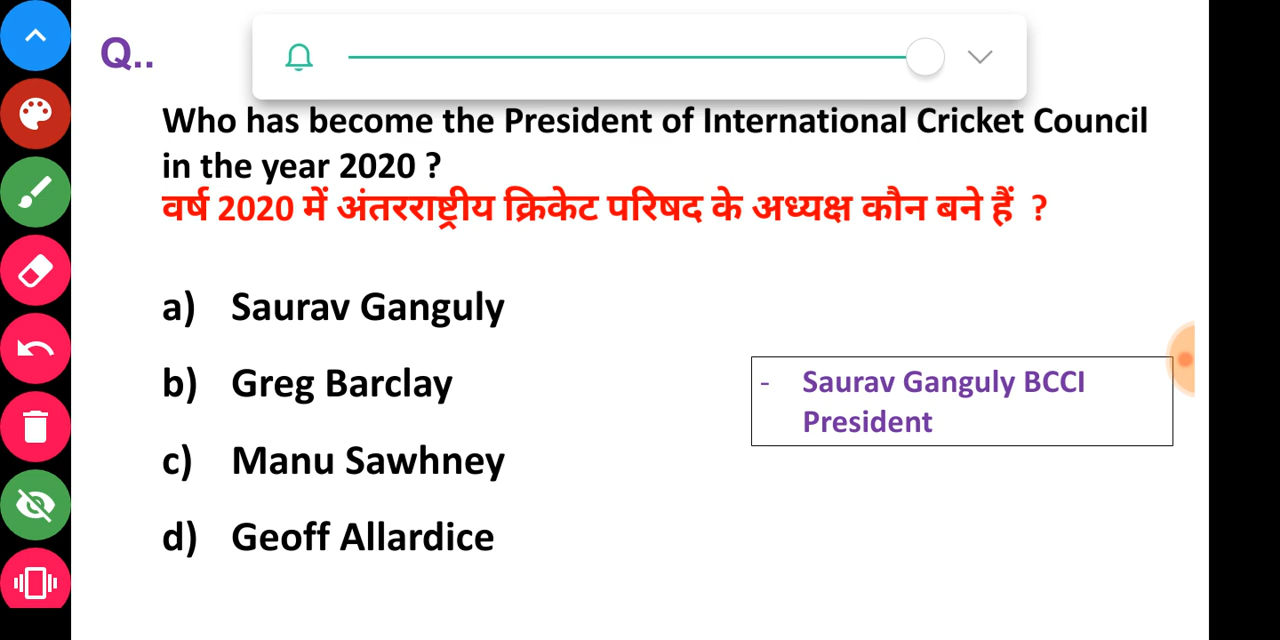 Q..
Who has become the President of International Cricket Council
in the year 2020 ?
वर्ष 2020 में अंतरराष्ट्रीय क्रिकेट परिषद के अध्यक्ष कौन बने हैं ?
a) Saurav Ganguly
b) Greg Barclay
- Saurav Ganguly BCCI
President
c) Manu Sawhney
d) Geoff Allardice